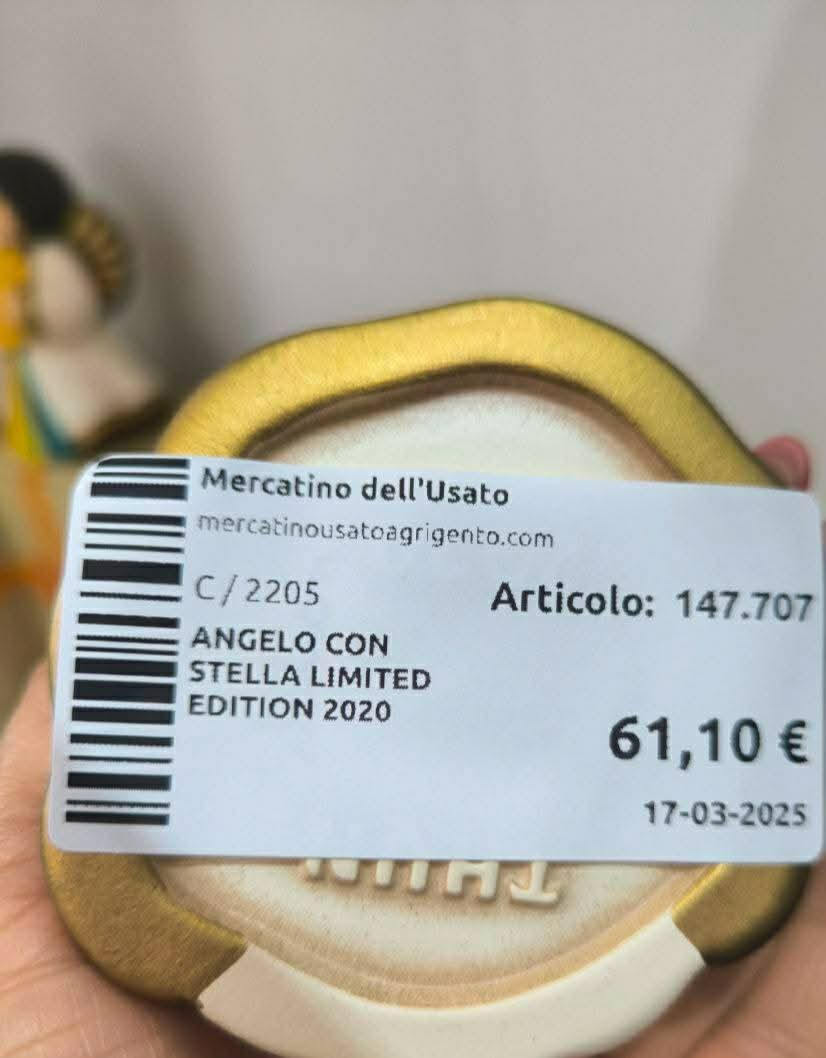 Mercatino dell'Usato
mercatinousatoagrigento.com
C / 2205
Articolo: 147.707
ANGELO CON
STELLA LIMITED
EDITION 2020
61,10 €
17-03-2025
THUN